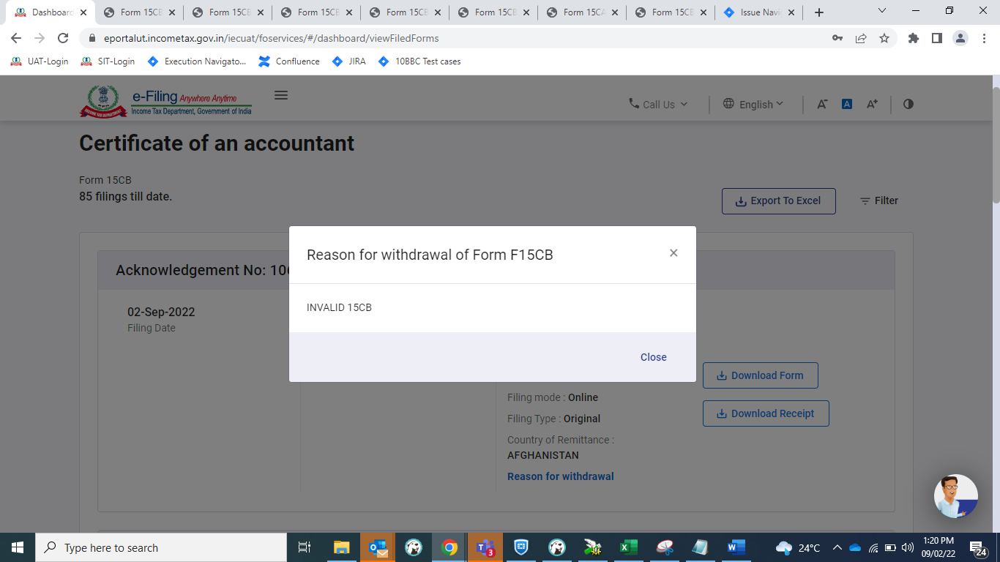 Dashboard
Form 15CB
Form 15CB
Form 15CB
Form 15CB
Form 15CB
Form 15CA
Form 15CB
Issue Navi
eportalut.incometax.gov.in/iecuat/foservices/#/dashboard/viewFiledForms
UAT-Login
SIT-Login
Execution Navigato...
Confluence
JIRA
10BBC Test cases
e-Filing Anywhere Anytime
Income Tax Department, Government of India
INCOME TAX DEPARTMENT
Call Us
English
A-
A
A+
Certificate of an accountant
Form 15CB
85 filings till date.
Export To Excel
Filter
Acknowledgement No: 10
Reason for withdrawal of Form F15CB
×
INVALID 15CB
Close
02-Sep-2022
Filing Date
Download Form
Filing mode : Online
Download Receipt
Filing Type : Original
Country of Remittance :
AFGHANISTAN
Reason for withdrawal
Type here to search
3
24°C
1:20 PM
09/02/22
24